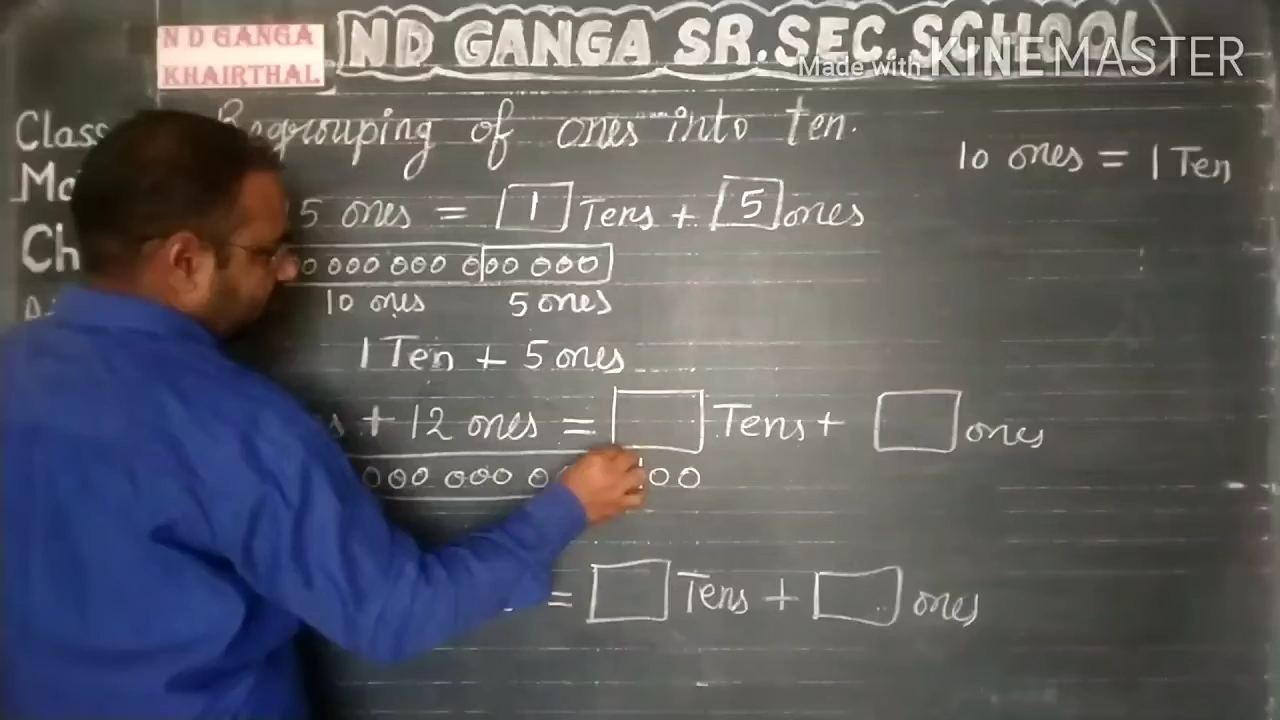 N D GANGA
KHAIRTHAL
ND GANGA SR. SEC. SCHOOL
Made with KINEMASTER
Class
Regrouping of ones into ten.
10 ones = 1 Ten
5 ones = 1 Tens + 5 ones
10 ones 5 ones
1 Ten + 5 ones
+ 12 ones = Tens + ones
= Tens + ones